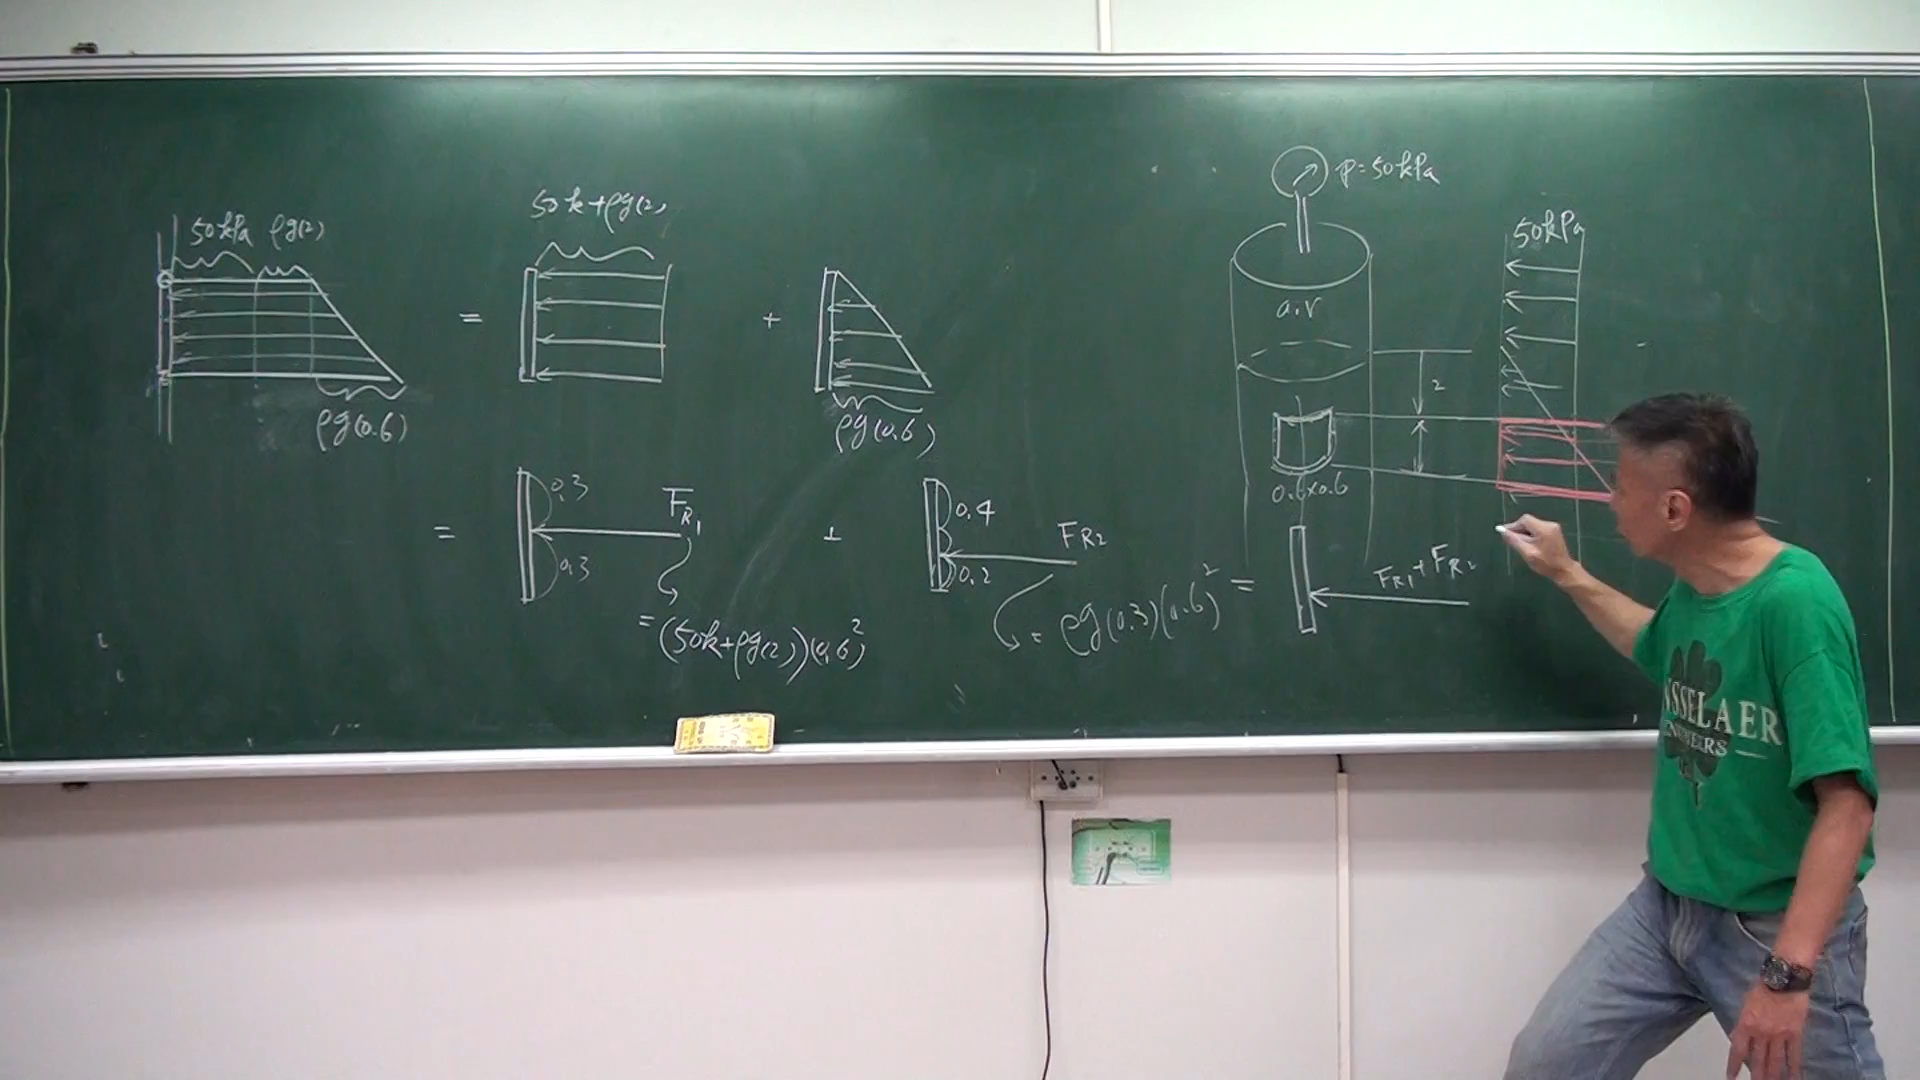 50kPa ρg(2)
ρg(0.6)
=
50k+ρg(2)
+
ρg(0.6)
=
0.3
0.3
FR1
= (50k+ρg(2))(0.6)²
+
0.4
0.2
FR2
= ρg(0.3)(0.6)²
=
FR1+FR2
p=50kPa
air
2
0.6x0.6
50kPa
SSELAER